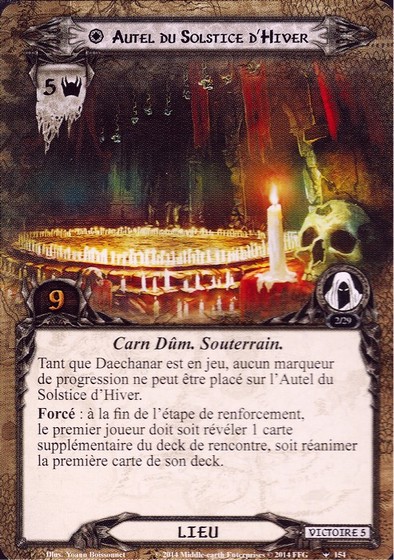 Autel du Solstice d'Hiver
5
9
2/29
Carn Dûm. Souterrain.
Tant que Daechanar est en jeu, aucun marqueur
de progression ne peut être placé sur l'Autel du
Solstice d'Hiver.
Forcé : à la fin de l'étape de renforcement,
le premier joueur doit soit révéler 1 carte
supplémentaire du deck de rencontre, soit réanimer
la première carte de son deck.
LIEU
VICTOIRE 5
Illus. Yoann Boissonnet
© 2014 Middle-earth Enterprises © 2014 FFG
154